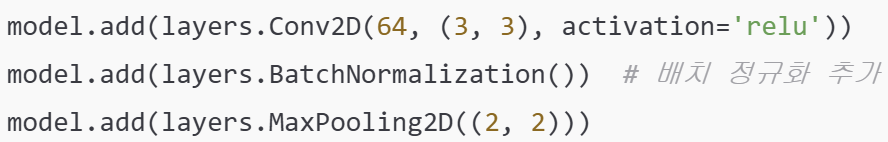 model.add(layers.Conv2D(64, (3, 3), activation='relu'))
model.add(layers.BatchNormalization())  # 배치 정규화 추가
model.add(layers.MaxPooling2D((2, 2)))